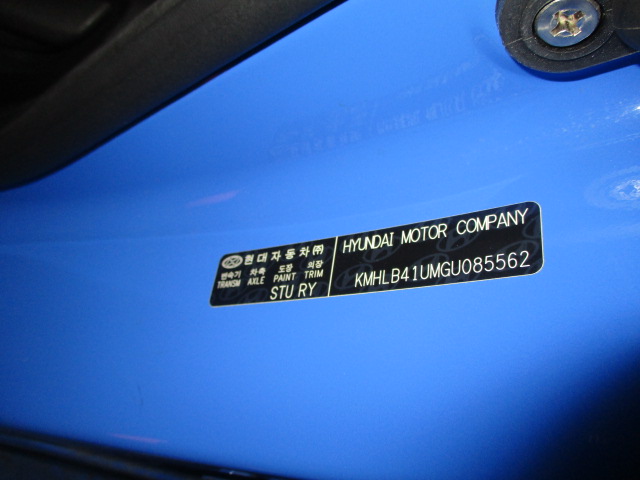 현대자동차㈜
변속기 차축 도장 의장
TRANSM AXLE PAINT TRIM
STU RY
HYUNDAI MOTOR COMPANY
KMHLB41UMGU085562